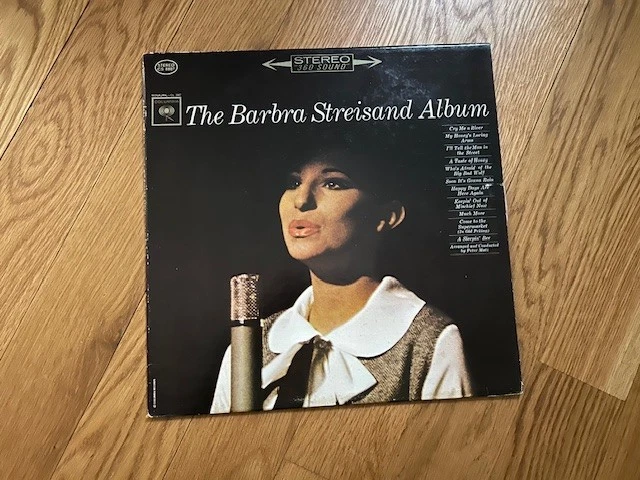 STEREO
STEREO
"360 SOUND"
COLUMBIA
The Barbra Streisand Album
Cry Me a River
My Honey's Loving
Arms
I'll Tell the Man in
the Street
A Taste of Honey
Who's Afraid of the
Big Bad Wolf
Soon It's Gonna Rain
Happy Days Are
Here Again
Keepin' Out of
Mischief Now
Much More
Come to the
Supermarket
(In Old Peking)
A Sleepin' Bee
Arranged and Conducted
by Peter Matz